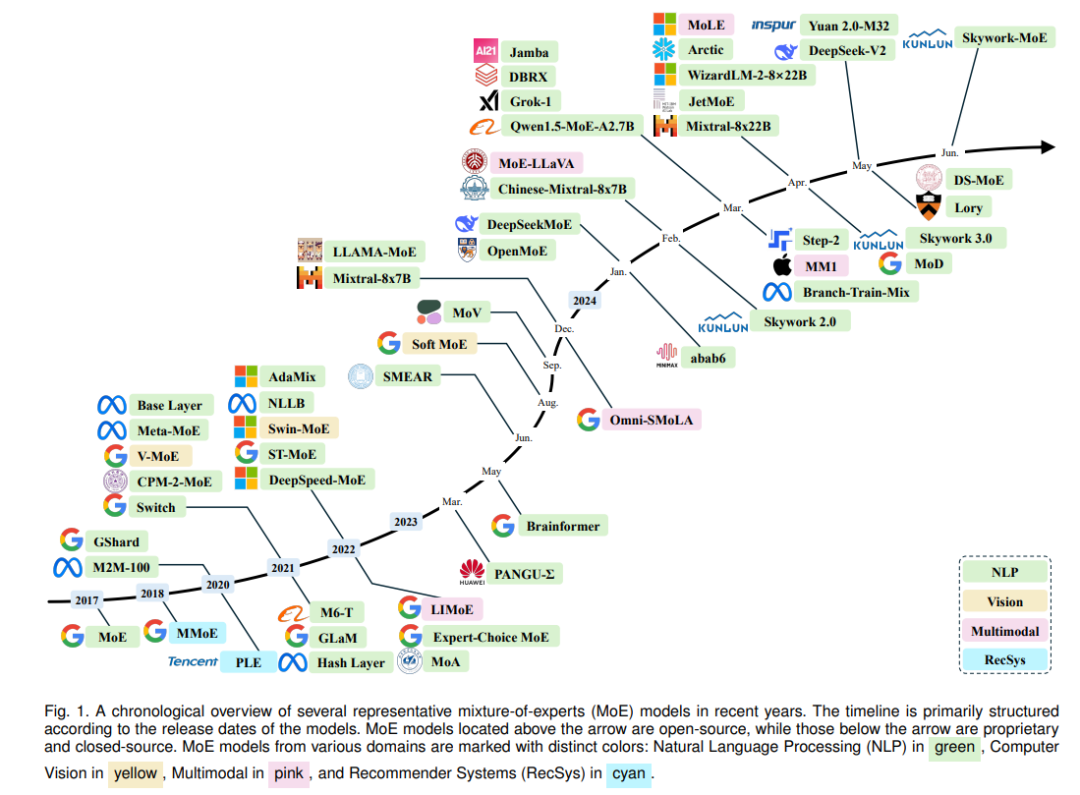 MoLE
inspur Yuan 2.0-M32
KUNLUN Skywork-MoE
AI21 Jamba
Arctic
DeepSeek-V2
DBRX
WizardLM-2-8×22B
Grok-1
JetMoE
Qwen1.5-MoE-A2.7B
Mixtral-8x22B
Jun.
MoE-LLaVA
May
Chinese-Mixtral-8x7B
Apr.
DS-MoE
Mar.
Lory
DeepSeekMoE
Feb.
Step-2
KUNLUN Skywork 3.0
OpenMoE
LLAMA-MoE
Jan.
MM1
MoD
Mixtral-8x7B
Branch-Train-Mix
2024
MoV
Dec.
KUNLUN Skywork 2.0
Soft MoE
MINIMAX abab6
Sep.
SMEAR
AdaMix
Aug.
Base Layer
NLLB
Omni-SMoLA
Meta-MoE
Swin-MoE
Jun.
V-MoE
ST-MoE
CPM-2-MoE
DeepSpeed-MoE
May
Switch
Mar.
2023
Brainformer
GShard
2022
M2M-100
2021
HUAWEI PANGU-Σ
2020
2018
2017
NLP
M6-T
LIMoE
Vision
MoE
MMoE
GLaM
Expert-Choice MoE
Multimodal
Tencent PLE
Hash Layer
MoA
RecSys
Fig. 1. A chronological overview of several representative mixture-of-experts (MoE) models in recent years. The timeline is primarily structured
according to the release dates of the models. MoE models located above the arrow are open-source, while those below the arrow are proprietary
and closed-source. MoE models from various domains are marked with distinct colors: Natural Language Processing (NLP) in green , Computer
Vision in yellow , Multimodal in pink , and Recommender Systems (RecSys) in cyan .